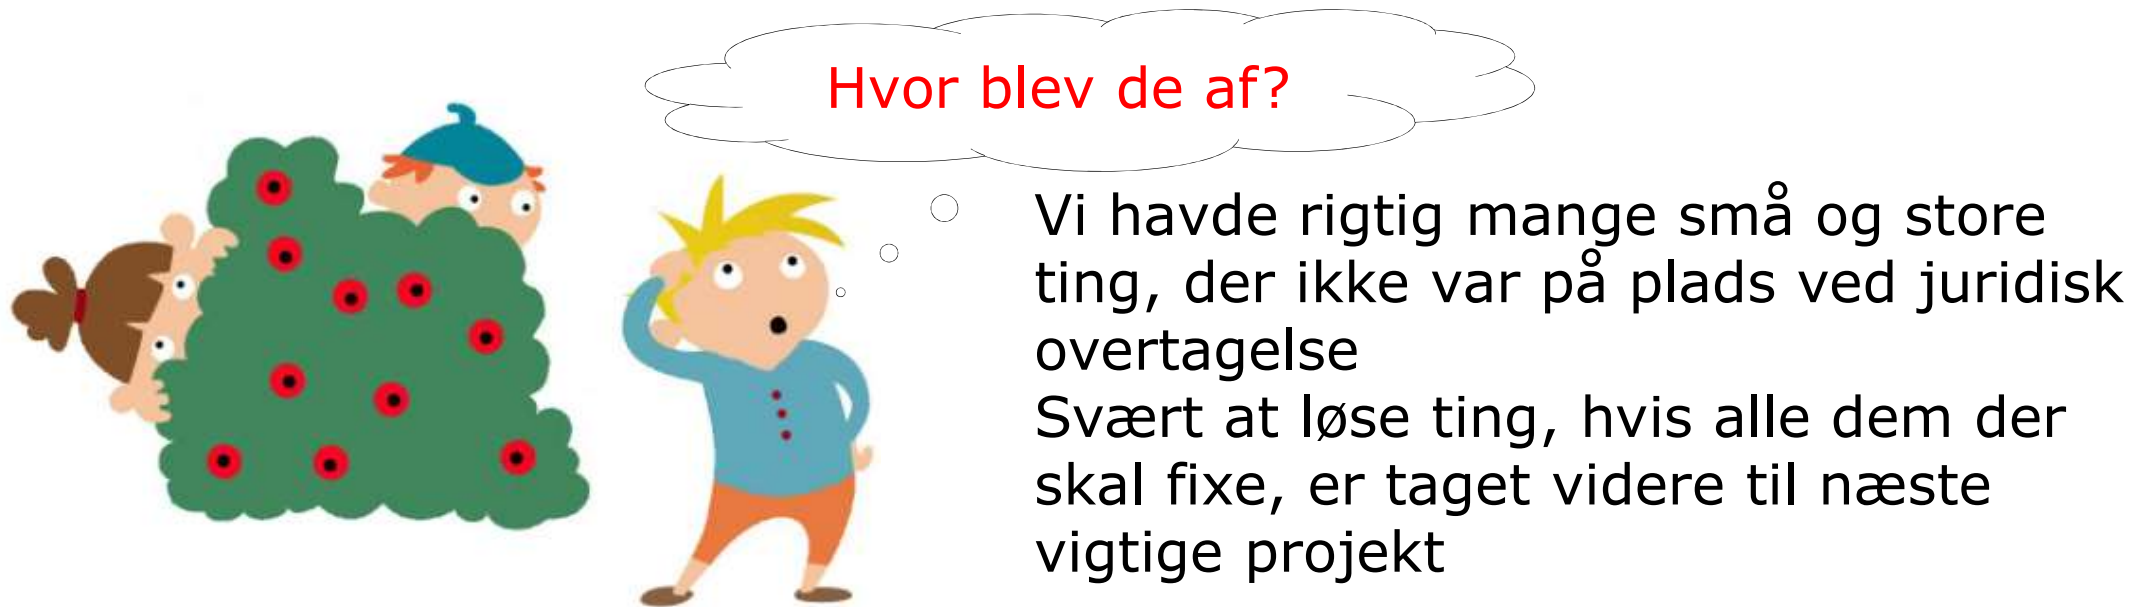 Hvor blev de af?
Vi havde rigtig mange små og store
ting, der ikke var på plads ved juridisk
overtagelse
Svært at løse ting, hvis alle dem der
skal fixe, er taget videre til næste
vigtige projekt